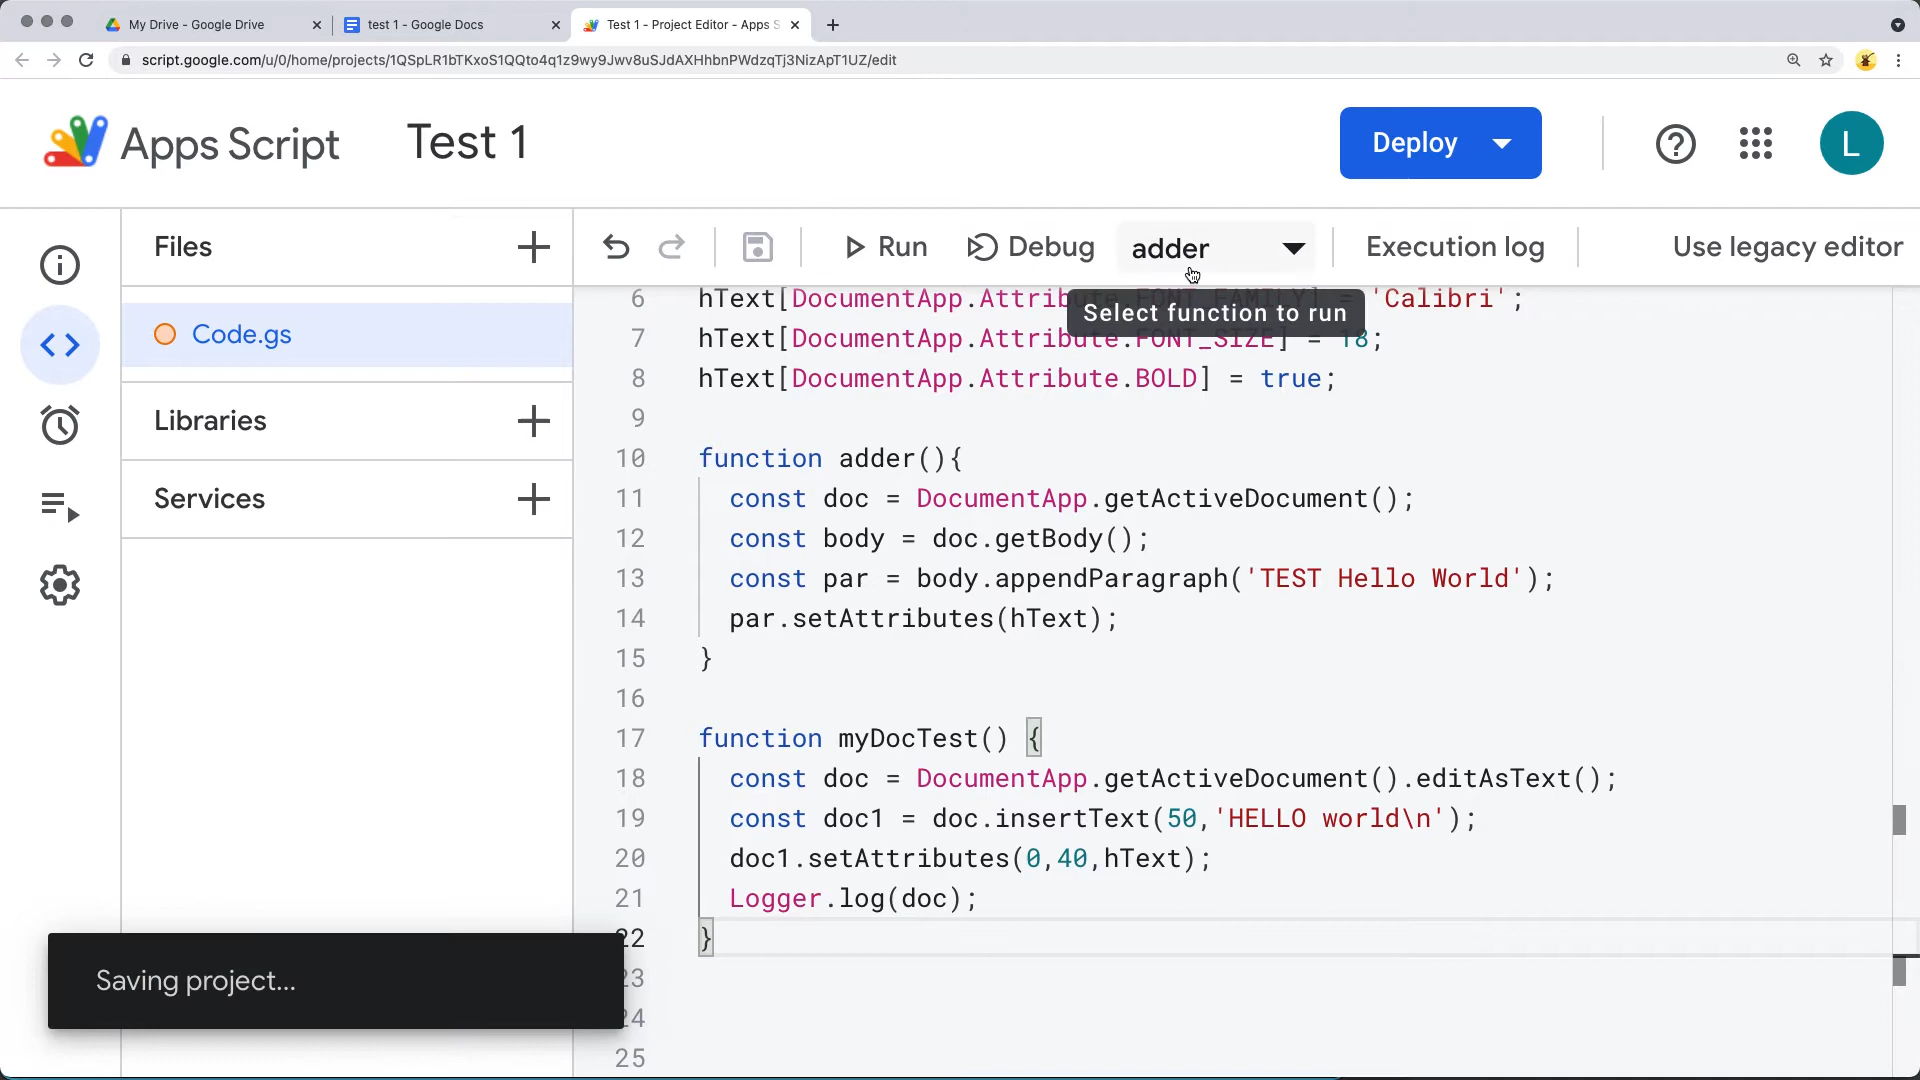 My Drive - Google Drive
test 1 - Google Docs
Test 1 - Project Editor - Apps S
script.google.com/u/0/home/projects/1QSpLR1bTKxoS1QQto4q1z9wy9Jwv8uSJdAXHhbnPWdzqTj3NizApT1UZ/edit
Apps Script
Test 1
Deploy
L
Files
Run
Debug
adder
Execution log
Use legacy editor
Select function to run
Code.gs
Libraries
Services
6 hText[DocumentApp.Attribute.FONT_FAMILY] = 'Calibri';
7 hText[DocumentApp.Attribute.FONT_SIZE] = 18;
8 hText[DocumentApp.Attribute.BOLD] = true;
9
10 function adder(){
11 const doc = DocumentApp.getActiveDocument();
12 const body = doc.getBody();
13 const par = body.appendParagraph('TEST Hello World');
14 par.setAttributes(hText);
15 }
16
17 function myDocTest() {
18 const doc = DocumentApp.getActiveDocument().editAsText();
19 const doc1 = doc.insertText(50,'HELLO world\n');
20 doc1.setAttributes(0,40,hText);
21 Logger.log(doc);
22 }
23
24
25
Saving project...